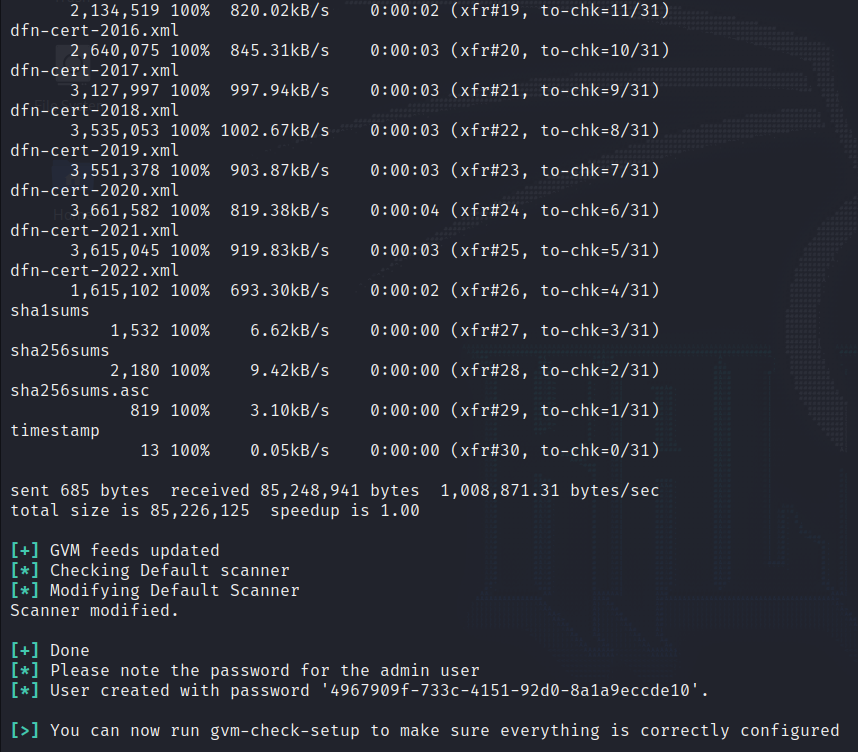 2,134,519 100%  820.02kB/s    0:00:02 (xfr#19, to-chk=11/31)
dfn-cert-2016.xml
2,640,075 100%  845.31kB/s    0:00:03 (xfr#20, to-chk=10/31)
dfn-cert-2017.xml
3,127,997 100%  997.94kB/s    0:00:03 (xfr#21, to-chk=9/31)
dfn-cert-2018.xml
3,535,053 100% 1002.67kB/s    0:00:03 (xfr#22, to-chk=8/31)
dfn-cert-2019.xml
3,551,378 100%  903.87kB/s    0:00:03 (xfr#23, to-chk=7/31)
dfn-cert-2020.xml
3,661,582 100%  819.38kB/s    0:00:04 (xfr#24, to-chk=6/31)
dfn-cert-2021.xml
3,615,045 100%  919.83kB/s    0:00:03 (xfr#25, to-chk=5/31)
dfn-cert-2022.xml
1,615,102 100%  693.30kB/s    0:00:02 (xfr#26, to-chk=4/31)
sha1sums
1,532 100%    6.62kB/s    0:00:00 (xfr#27, to-chk=3/31)
sha256sums
2,180 100%    9.42kB/s    0:00:00 (xfr#28, to-chk=2/31)
sha256sums.asc
819 100%    3.10kB/s    0:00:00 (xfr#29, to-chk=1/31)
timestamp
13 100%    0.05kB/s    0:00:00 (xfr#30, to-chk=0/31)
sent 685 bytes  received 85,248,941 bytes  1,008,871.31 bytes/sec
total size is 85,226,125  speedup is 1.00
[+] GVM feeds updated
[*] Checking Default scanner
[*] Modifying Default Scanner
Scanner modified.
[+] Done
[*] Please note the password for the admin user
[*] User created with password '4967909f-733c-4151-92d0-8a1a9eccde10'.
[>] You can now run gvm-check-setup to make sure everything is correctly configured